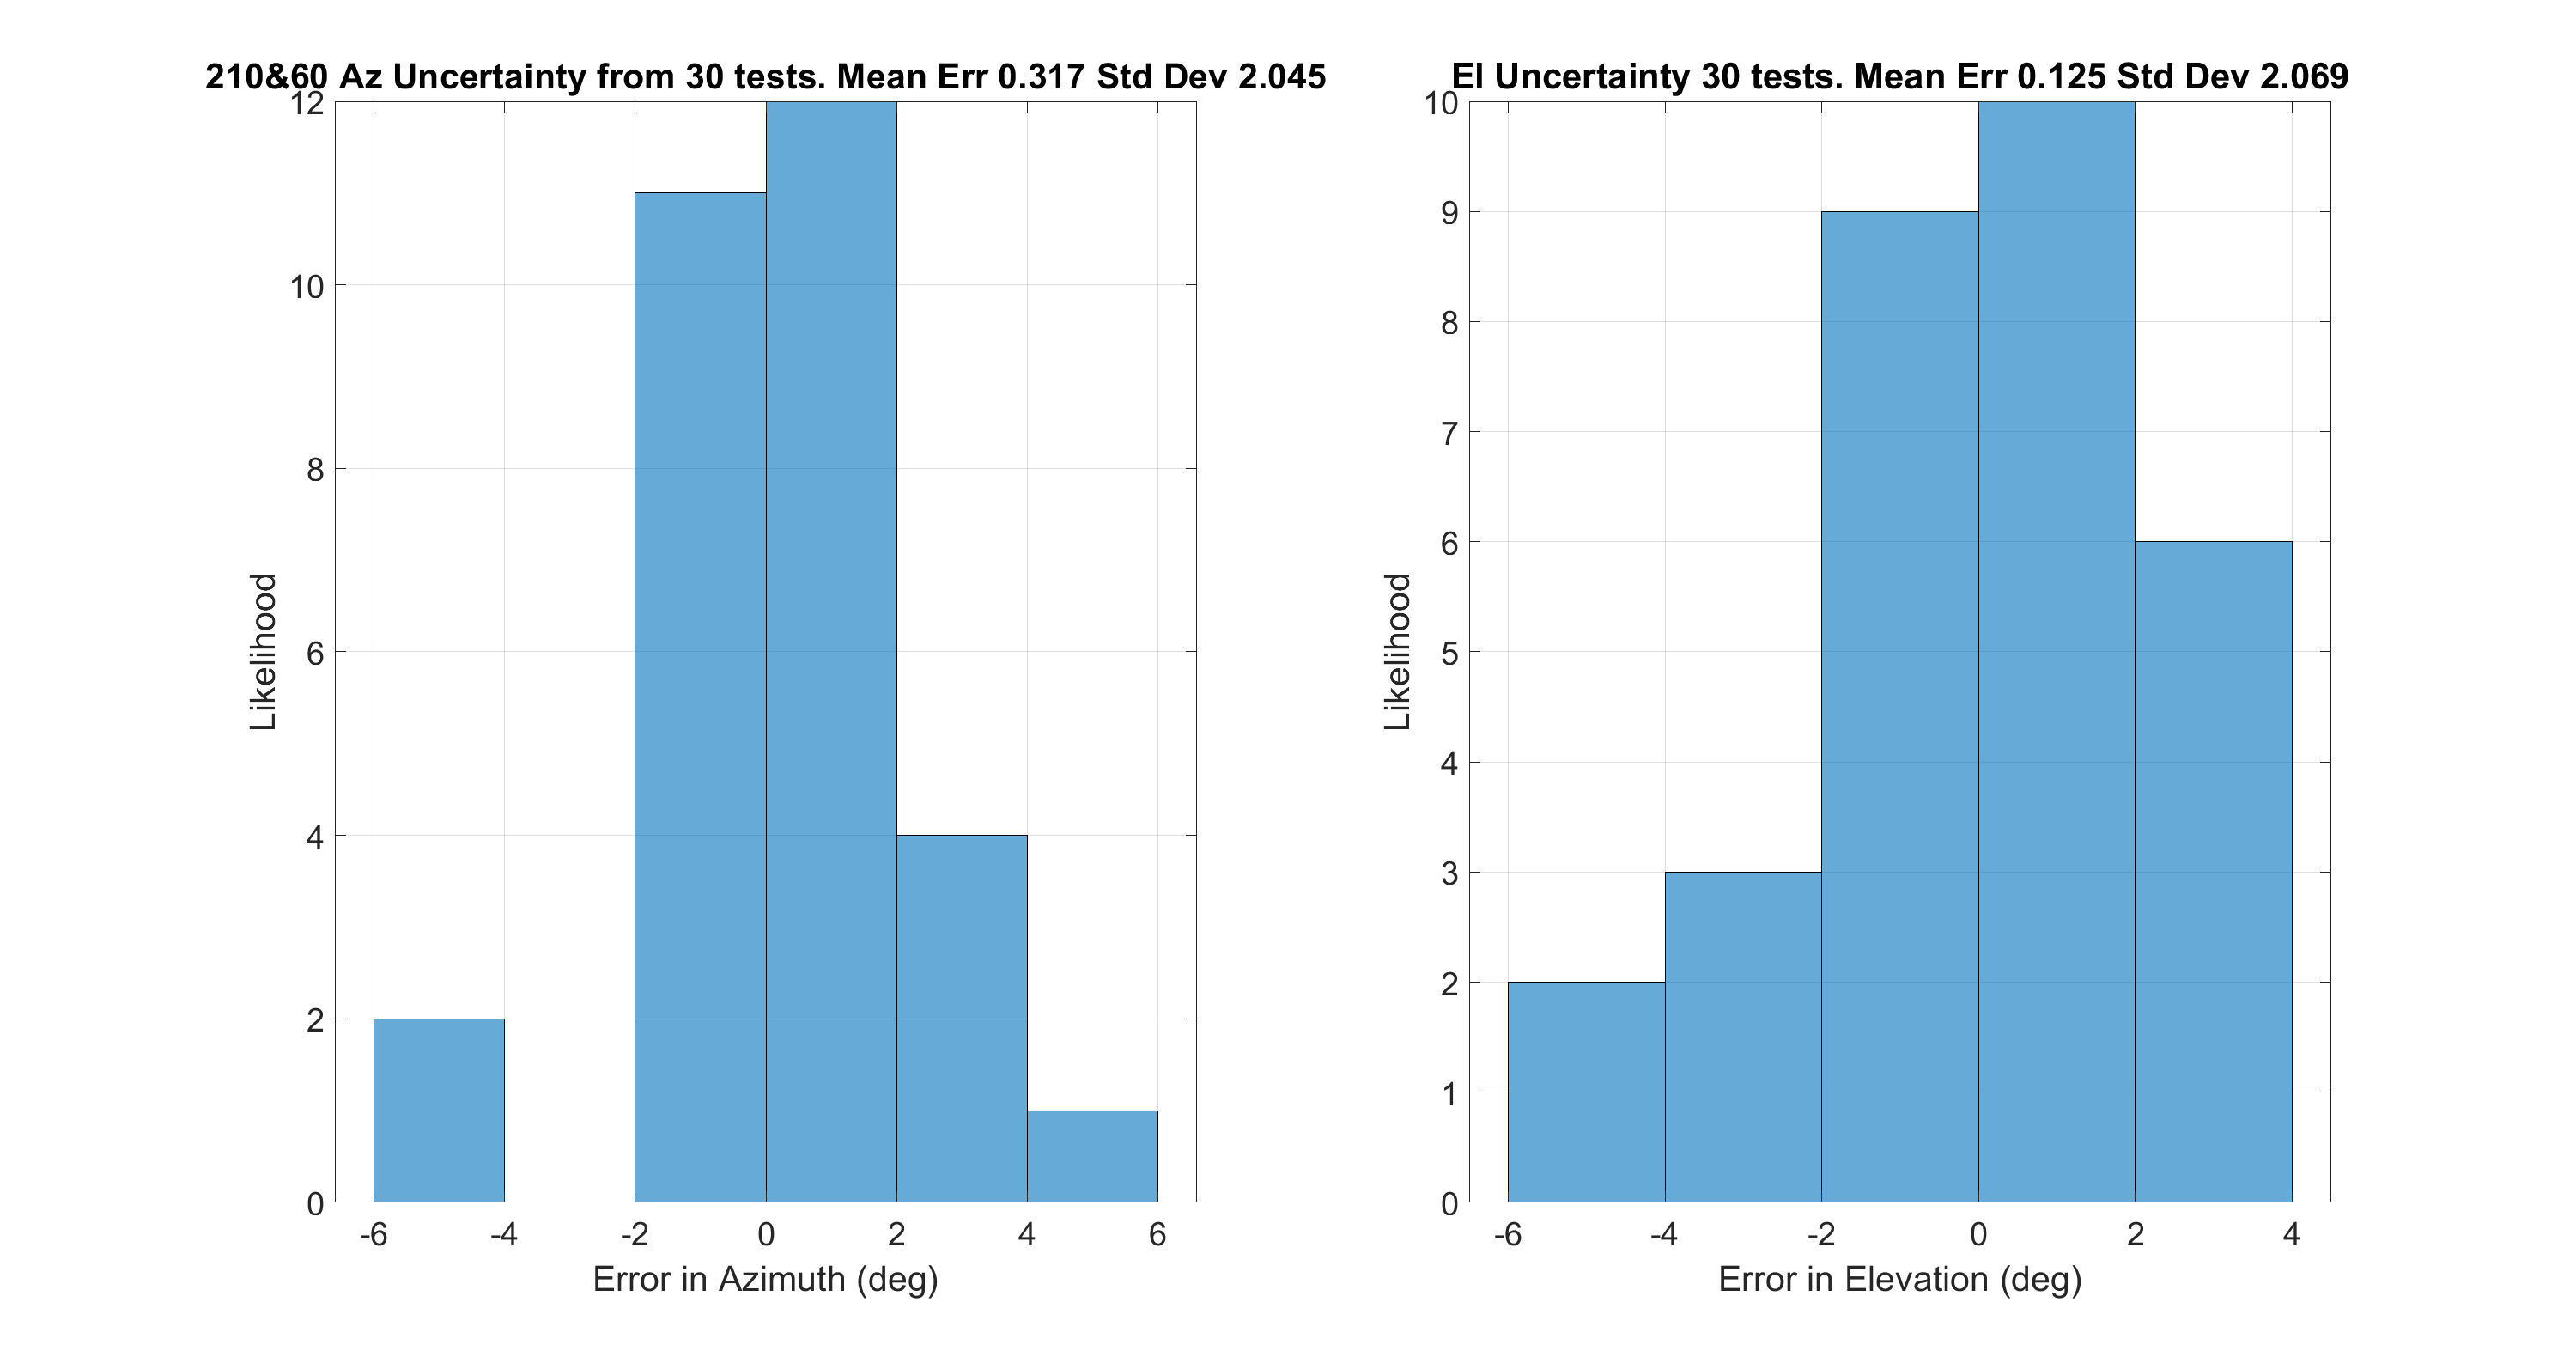 210&60 Az Uncertainty from 30 tests. Mean Err 0.317 Std Dev 2.045
12
10
8
6
4
2
0
Likelihood
-6 -4 -2 0 2 4 6
Error in Azimuth (deg)
El Uncertainty 30 tests. Mean Err 0.125 Std Dev 2.069
10
9
8
7
6
5
4
3
2
1
0
Likelihood
-6 -4 -2 0 2 4
Error in Elevation (deg)